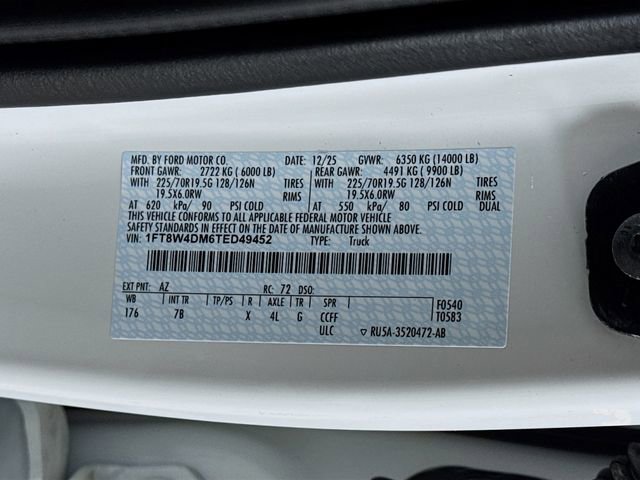 MFD. BY FORD MOTOR CO. DATE: 12/25 GVWR: 6350 KG (14000 LB)
FRONT GAWR: 2722 KG (6000 LB) REAR GAWR: 4491 KG (9900 LB)
WITH 225/70R19.5G 128/126N TIRES WITH 225/70R19.5G 128/126N TIRES
19.5X6.0RW RIMS 19.5X6.0RW RIMS
AT 620 kPa/ 90 PSI COLD AT 550 kPa/ 80 PSI COLD DUAL
THIS VEHICLE CONFORMS TO ALL APPLICABLE FEDERAL MOTOR VEHICLE
SAFETY STANDARDS IN EFFECT ON THE DATE OF MANUFACTURE SHOWN ABOVE.
VIN: 1FT8W4DM6TED49452 TYPE: Truck
EXT PNT: AZ RC: 72 DSO:
WB INT TR TP/PS R AXLE TR SPR F0540
176 7B X 4L G CCFF T0583
ULC ▽ RU5A-3520472-AB